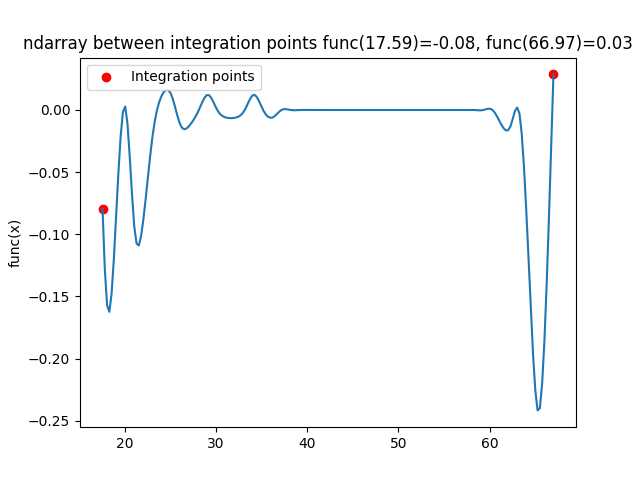 ndarray between integration points func(17.59)=-0.08, func(66.97)=0.03
Integration points
func(x)
0.00
−0.05
−0.10
−0.15
−0.20
−0.25
20 30 40 50 60